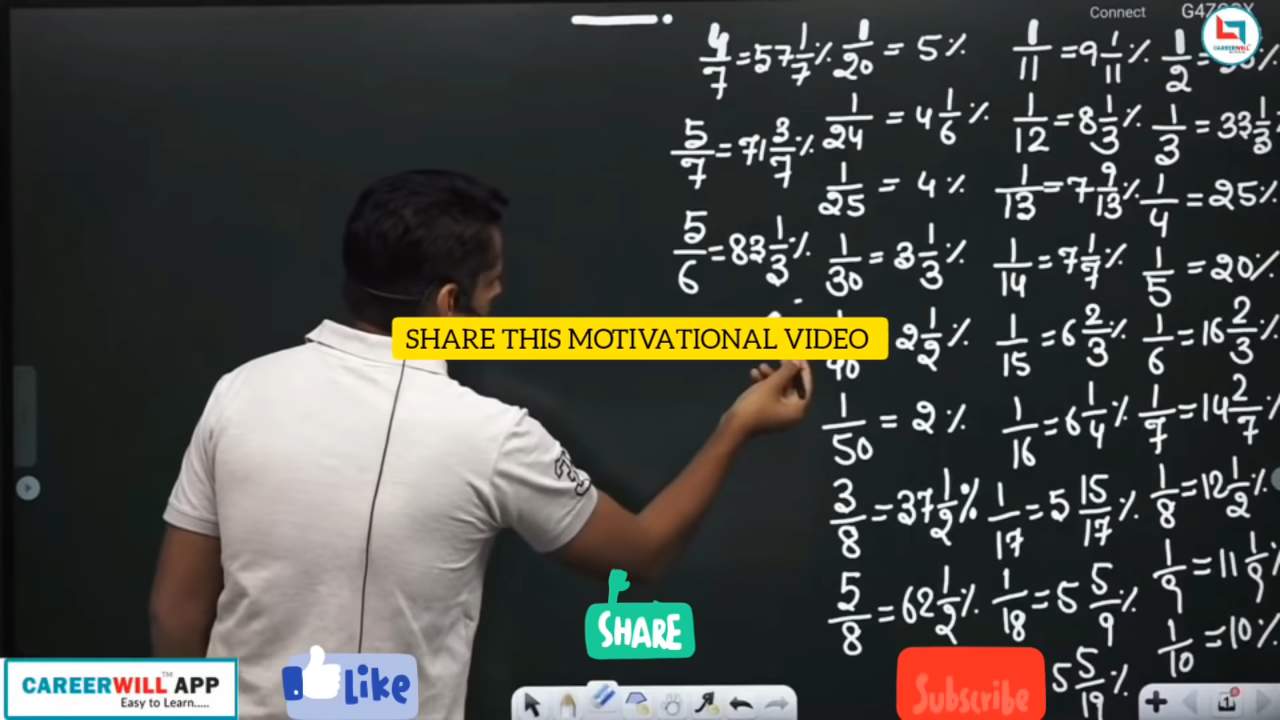 Connect
CAREERWILL
4/7 = 57 1/7 %
5/7 = 71 3/7 %
5/6 = 83 1/3 %
1/20 = 5 %
1/24 = 4 1/6 %
1/25 = 4 %
1/30 = 3 1/3 %
2 1/2 %
1/50 = 2 %
3/8 = 37 1/2 %
5/8 = 62 1/2 %
1/11 = 9 1/11 %
1/12 = 8 1/3 %
1/13 = 7 9/13 %
1/14 = 7 1/7 %
1/15 = 6 2/3 %
1/16 = 6 1/4 %
1/17 = 5 15/17 %
1/18 = 5 5/9 %
5 5/19 %
1/2 =
1/3 = 33 1/3
1/4 = 25%
1/5 = 20%
1/6 = 16 2/3
1/7 = 14 2/7
1/8 = 12 1/2 %
1/9 = 11 1/9
1/10 = 10%
SHARE THIS MOTIVATIONAL VIDEO
SHARE
CAREERWILL APP
Easy to Learn......
Like
Subscribe